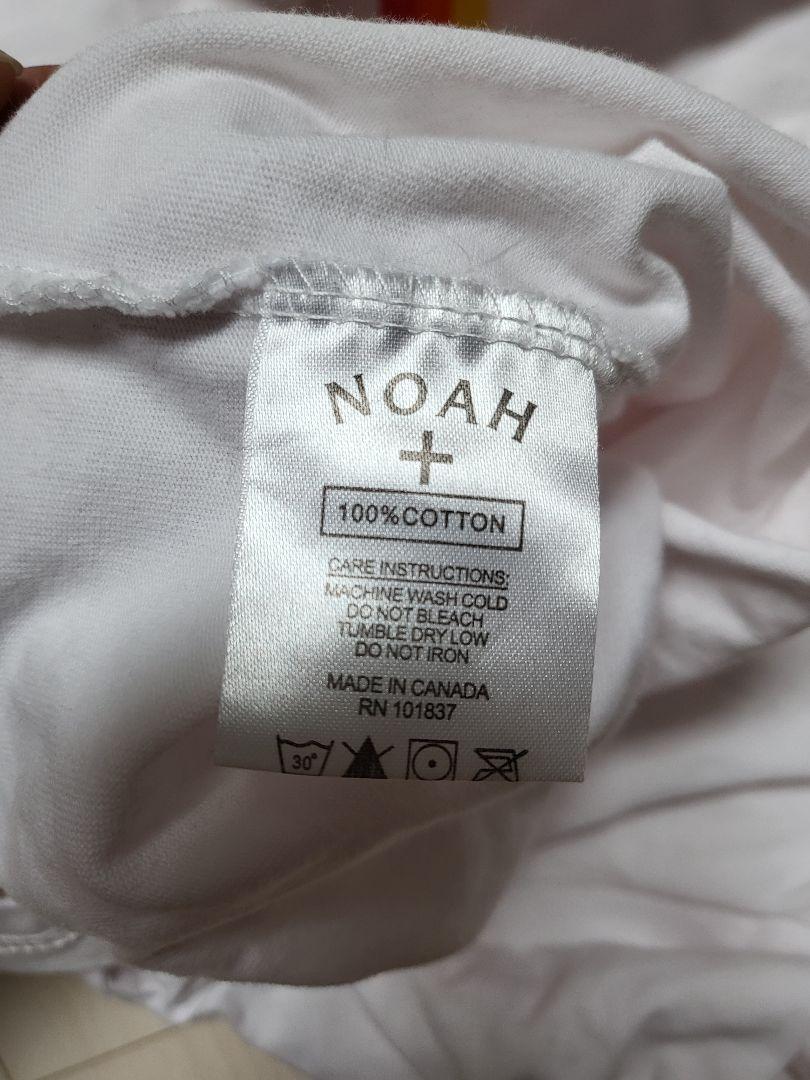 NOAH
+
100%COTTON
CARE INSTRUCTIONS:
MACHINE WASH COLD
DO NOT BLEACH
TUMBLE DRY LOW
DO NOT IRON
MADE IN CANADA
RN 101837
30°